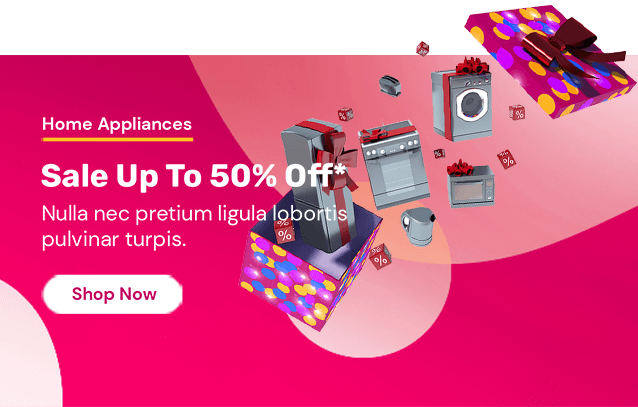 Home Appliances
Sale Up To 50% Off*
Nulla nec pretium ligula lobortis
pulvinar turpis.
Shop Now
%
%
%
%
%